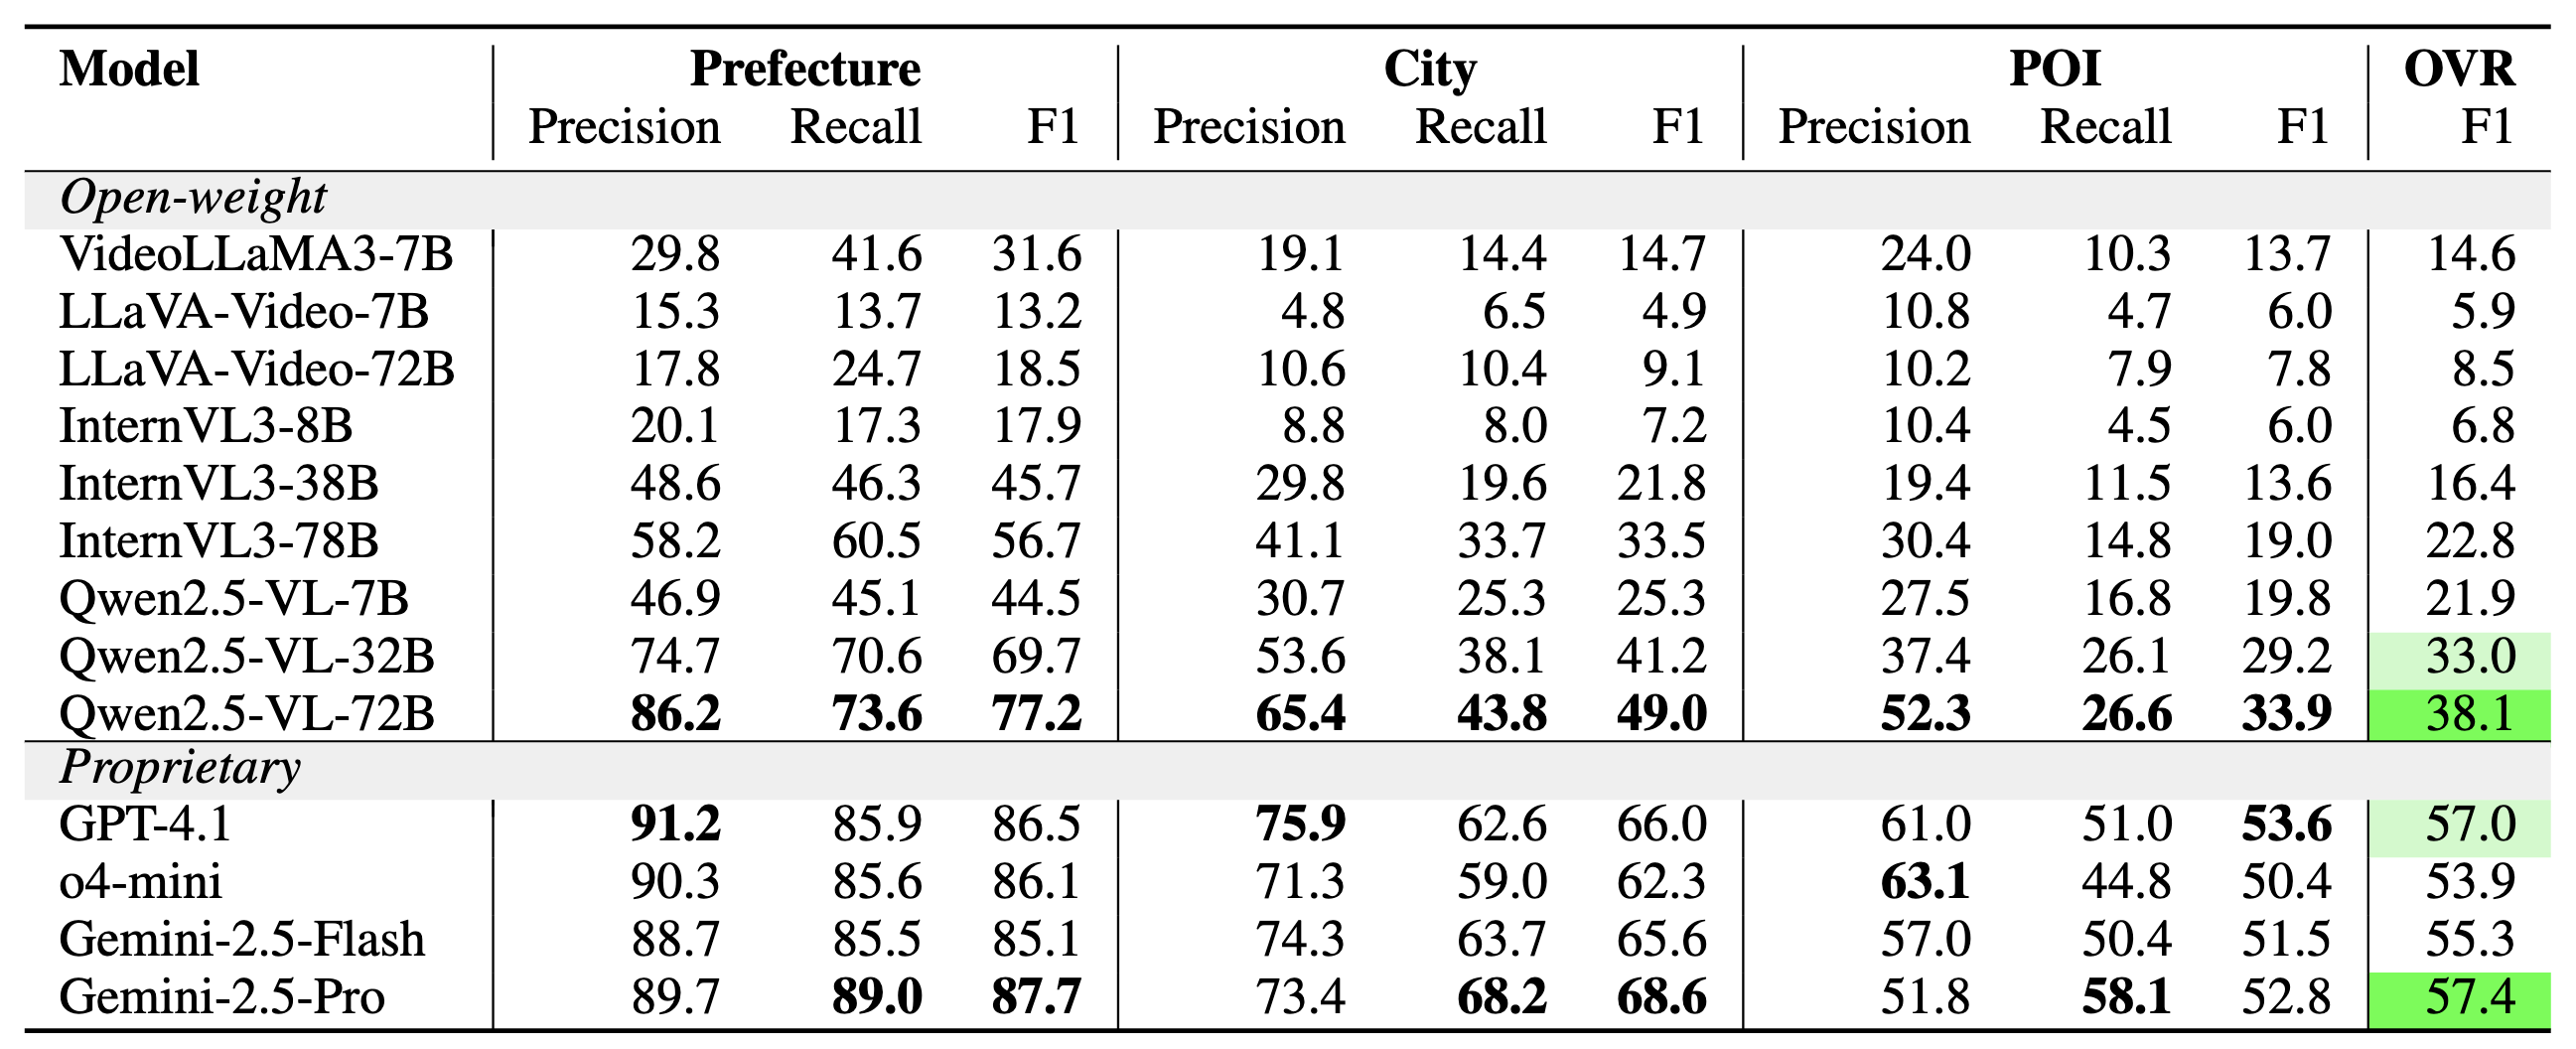 Model Prefecture City POI OVR
Precision Recall F1 Precision Recall F1 Precision Recall F1 F1
Open-weight
VideoLLaMA3-7B 29.8 41.6 31.6 19.1 14.4 14.7 24.0 10.3 13.7 14.6
LLaVA-Video-7B 15.3 13.7 13.2 4.8 6.5 4.9 10.8 4.7 6.0 5.9
LLaVA-Video-72B 17.8 24.7 18.5 10.6 10.4 9.1 10.2 7.9 7.8 8.5
InternVL3-8B 20.1 17.3 17.9 8.8 8.0 7.2 10.4 4.5 6.0 6.8
InternVL3-38B 48.6 46.3 45.7 29.8 19.6 21.8 19.4 11.5 13.6 16.4
InternVL3-78B 58.2 60.5 56.7 41.1 33.7 33.5 30.4 14.8 19.0 22.8
Qwen2.5-VL-7B 46.9 45.1 44.5 30.7 25.3 25.3 27.5 16.8 19.8 21.9
Qwen2.5-VL-32B 74.7 70.6 69.7 53.6 38.1 41.2 37.4 26.1 29.2 33.0
Qwen2.5-VL-72B 86.2 73.6 77.2 65.4 43.8 49.0 52.3 26.6 33.9 38.1
Proprietary
GPT-4.1 91.2 85.9 86.5 75.9 62.6 66.0 61.0 51.0 53.6 57.0
o4-mini 90.3 85.6 86.1 71.3 59.0 62.3 63.1 44.8 50.4 53.9
Gemini-2.5-Flash 88.7 85.5 85.1 74.3 63.7 65.6 57.0 50.4 51.5 55.3
Gemini-2.5-Pro 89.7 89.0 87.7 73.4 68.2 68.6 51.8 58.1 52.8 57.4